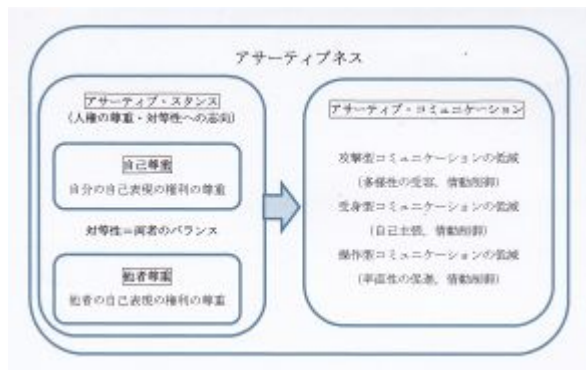 アサーティブネス
アサーティブ・スタンス
(人権の尊重・対等性への志向)
自己尊重
自分の自己表現の権利の尊重
対等性=両者のバランス
他者尊重
他者の自己表現の権利の尊重
アサーティブ・コミュニケーション
攻撃型コミュニケーションの低減
(多様性の受容，情動制御)
受身型コミュニケーションの低減
(自己主張，情動制御)
操作型コミュニケーションの低減
(率直性の促進，情動制御)